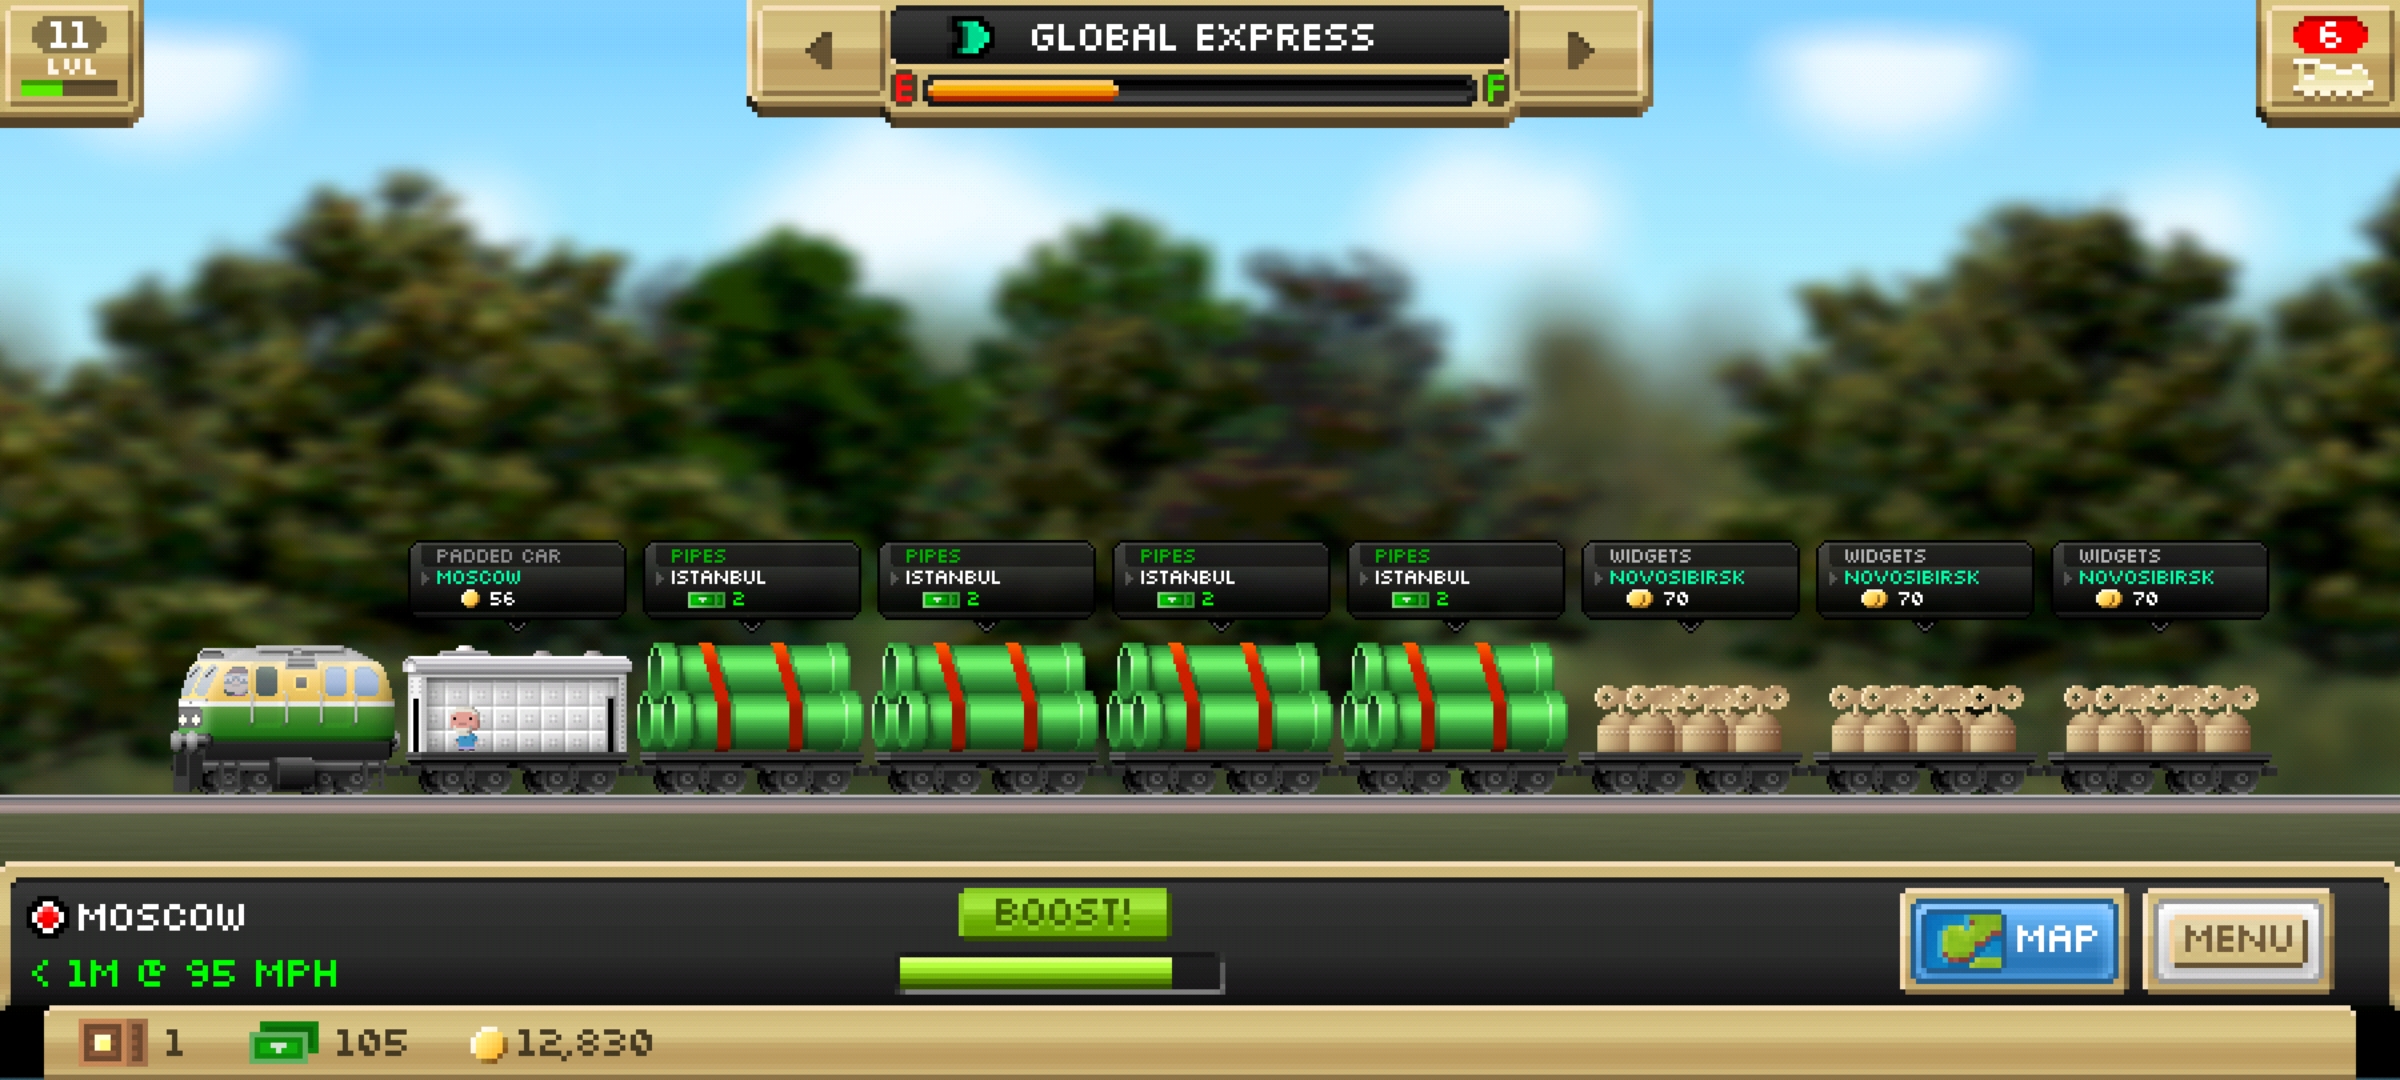 11
LVL
GLOBAL EXPRESS
E F
6
PADDED CAR
MOSCOW
56
PIPES
ISTANBUL
2
PIPES
ISTANBUL
2
PIPES
ISTANBUL
2
PIPES
ISTANBUL
2
WIDGETS
NOVOSIBIRSK
70
WIDGETS
NOVOSIBIRSK
70
WIDGETS
NOVOSIBIRSK
70
MOSCOW
< 1M @ 95 MPH
BOOST!
MAP
MENU
1 105 12,830